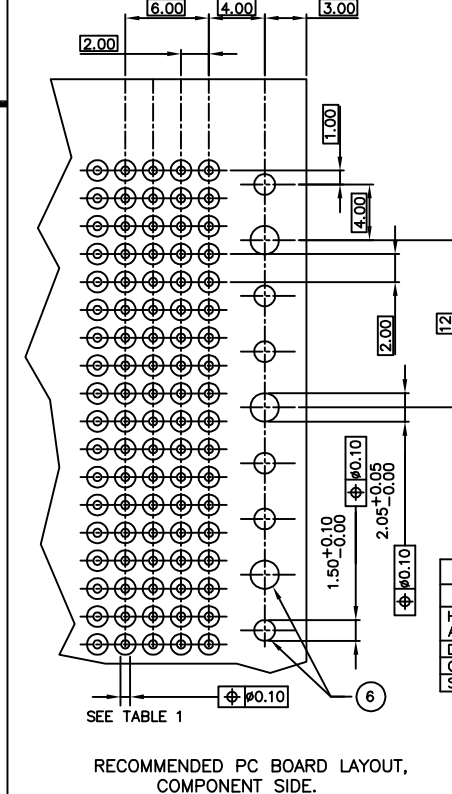 6.00 4.00 3.00
2.00
1.00
4.00
2.00
12
⌖ ø0.10
1.50 +0.10 -0.00
2.05 +0.05 -0.00
⌖ ø0.10
⌖ ø0.10
6
SEE TABLE 1
RECOMMENDED PC BOARD LAYOUT,
COMPONENT SIDE.